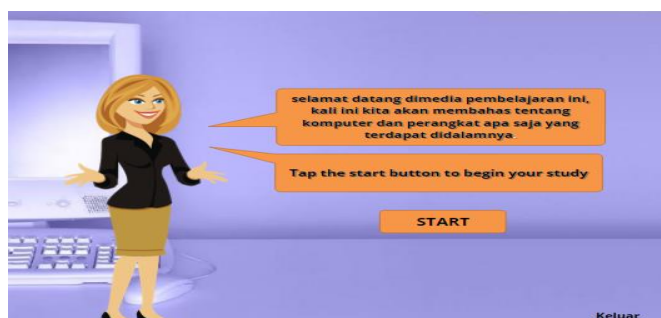 selamat datang dimedia pembelajaran ini,
kali ini kita akan membahas tentang
komputer dan perangkat apa saja yang
terdapat didalamnya
Tap the start button to begin your study
START
Keluar